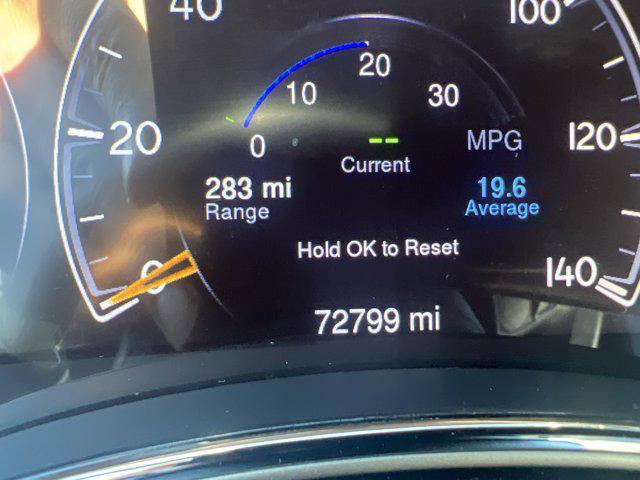 40
100
20
10
30
20
0
--
MPG
120
Current
283 mi
19.6
Range
Average
Hold OK to Reset
0
140
72799 mi